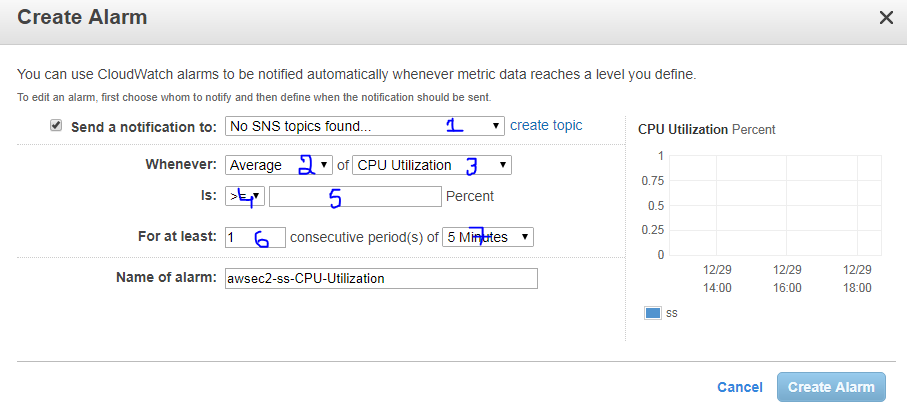 Create Alarm ×
You can use CloudWatch alarms to be notified automatically whenever metric data reaches a level you define.
To edit an alarm, first choose whom to notify and then define when the notification should be sent.
Send a notification to: No SNS topics found... 1 create topic
Whenever: Average 2 of CPU Utilization 3
Is: >= 4 5 Percent
For at least: 1 6 consecutive period(s) of 5 Minutes 7
Name of alarm: awsec2-ss-CPU-Utilization
CPU Utilization Percent
1
0.75
0.5
0.25
0
12/29 12/29 12/29
14:00 16:00 18:00
ss
Cancel Create Alarm